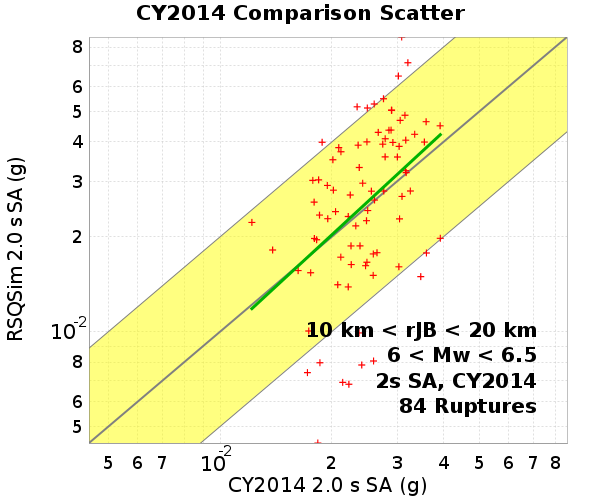 CY2014 Comparison Scatter
RSQSim 2.0 s SA (g)
8
6
5
4
3
2
10⁻²
8
6
5
10 km < rJB < 20 km
6 < Mw < 6.5
2s SA, CY2014
84 Ruptures
5 6 7 10⁻² 2 3 4 5 6 7 8
CY2014 2.0 s SA (g)